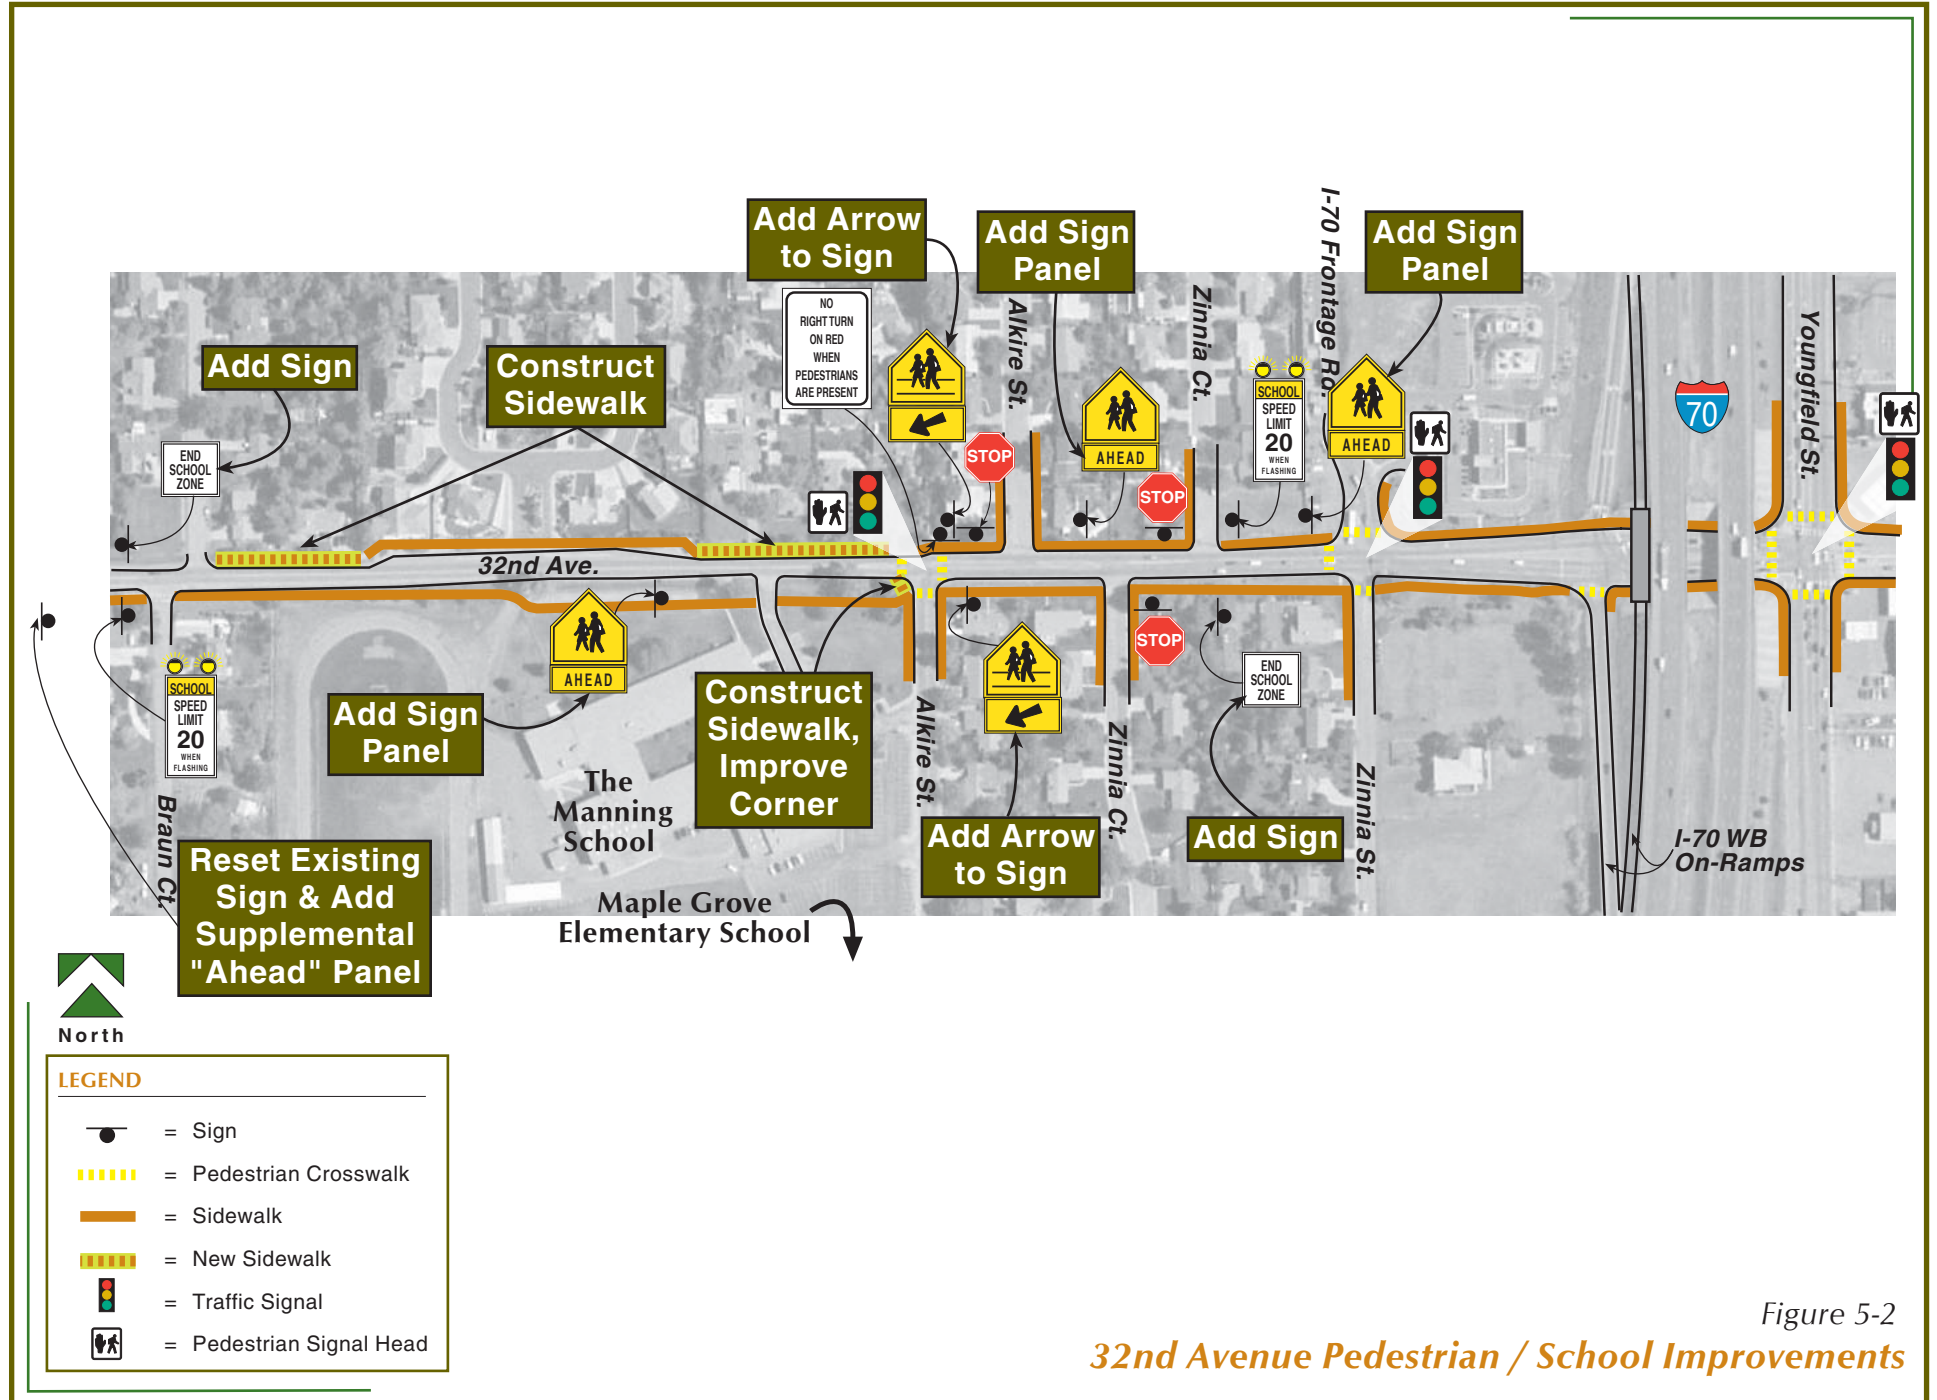 Add Arrow
to Sign
Add Sign
Panel
Add Sign
Panel
I-70 Frontage Rd.
Alkire St.
Zinnia Ct.
Youngfield St.
NO
RIGHT TURN
ON RED
WHEN
PEDESTRIANS
ARE PRESENT
Add Sign
Construct
Sidewalk
SCHOOL
SPEED
LIMIT
20
WHEN
FLASHING
70
END
SCHOOL
ZONE
STOP
AHEAD
STOP
AHEAD
32nd Ave.
AHEAD
STOP
END
SCHOOL
ZONE
SCHOOL
SPEED
LIMIT
20
WHEN
FLASHING
Add Sign
Panel
Construct
Sidewalk,
Improve
Corner
Alkire St.
Zinnia Ct.
Zinnia St.
The
Manning
School
Braun Ct.
Add Arrow
to Sign
Add Sign
I-70 WB
On-Ramps
Reset Existing
Sign & Add
Supplemental
"Ahead" Panel
Maple Grove
Elementary School
North
LEGEND
= Sign
= Pedestrian Crosswalk
= Sidewalk
= New Sidewalk
= Traffic Signal
= Pedestrian Signal Head
Figure 5-2
32nd Avenue Pedestrian / School Improvements